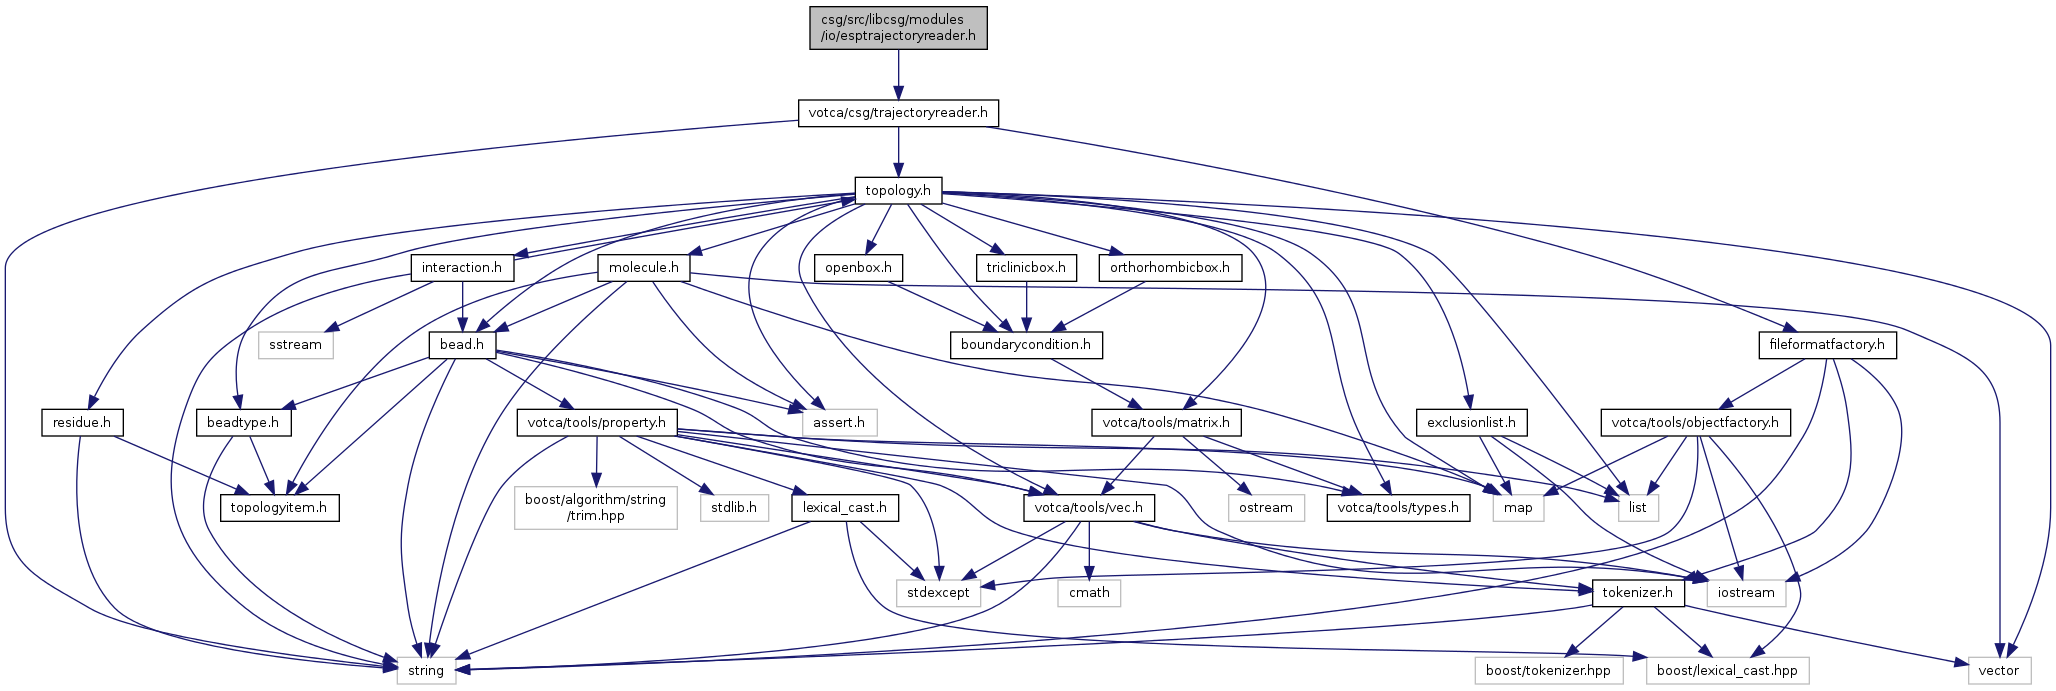 csg/src/libcsg/modules
/io/esptrajectoryreader.h
votca/csg/trajectoryreader.h
topology.h
interaction.h
molecule.h
openbox.h
triclinicbox.h
orthorhombicbox.h
sstream
bead.h
boundarycondition.h
fileformatfactory.h
residue.h
beadtype.h
votca/tools/property.h
assert.h
votca/tools/matrix.h
exclusionlist.h
votca/tools/objectfactory.h
topologyitem.h
boost/algorithm/string
/trim.hpp
stdlib.h
lexical_cast.h
votca/tools/vec.h
ostream
votca/tools/types.h
map
list
stdexcept
cmath
tokenizer.h
iostream
string
boost/tokenizer.hpp
boost/lexical_cast.hpp
vector